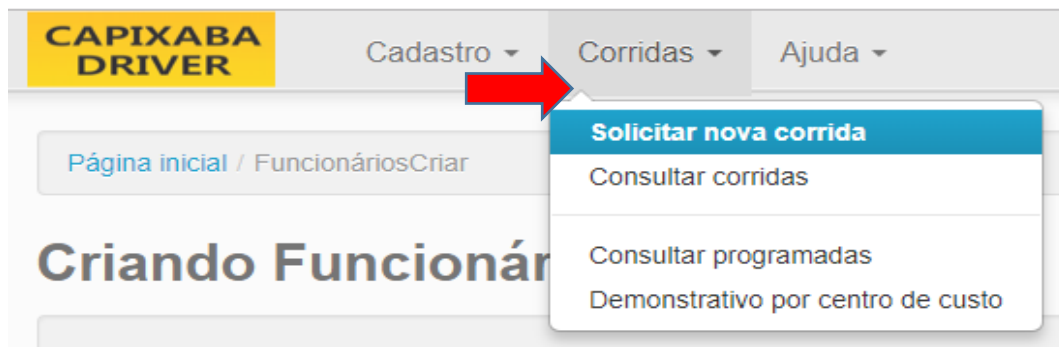 CAPIXABA
DRIVER
Cadastro
Corridas
Ajuda
Solicitar nova corrida
Página inicial / FuncionáriosCriar
Consultar corridas
Criando Funcionár
Consultar programadas
Demonstrativo por centro de custo